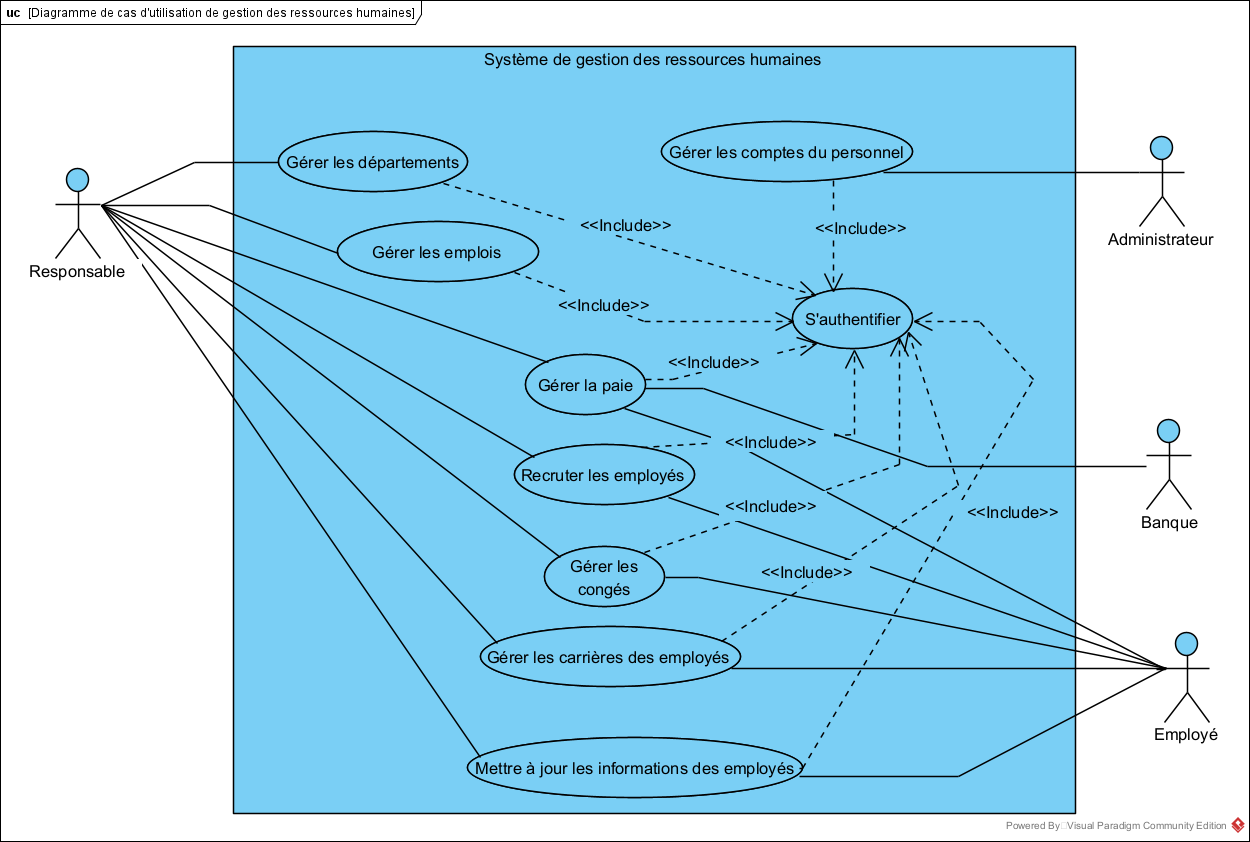 uc [Diagramme de cas d'utilisation de gestion des ressources humaines]
Système de gestion des ressources humaines
Gérer les départements
Gérer les comptes du personnel
Responsable
Administrateur
<<Include>>
<<Include>>
Gérer les emplois
<<Include>>
S'authentifier
<<Include>>
Gérer la paie
<<Include>>
Recruter les employés
<<Include>>
<<Include>>
Banque
Gérer les
congés
<<Include>>
Gérer les carrières des employés
Employé
Mettre à jour les informations des employés
Powered By Visual Paradigm Community Edition